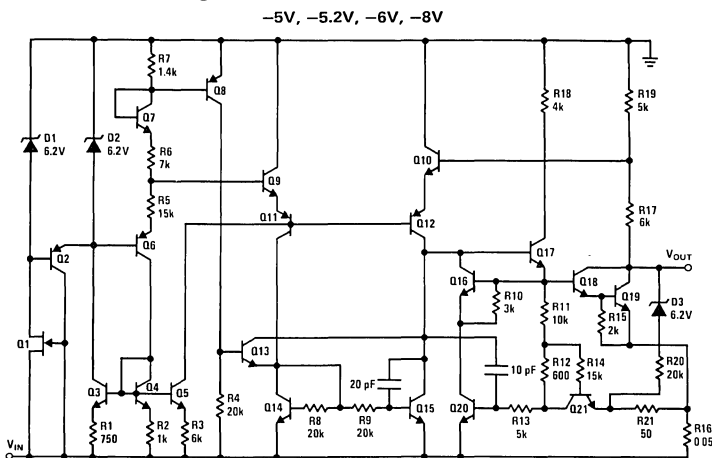 −5V, −5.2V, −6V, −8V
R7
1.4k
Q8
R18
4k
R19
5k
D1
6.2V
D2
6.2V
Q7
R6
7k
Q9
Q10
R5
15k
R17
6k
Q11
Q12
Q2
Q6
Q17
VOUT
Q16
Q18
Q19
R10
3k
R11
10k
R15
2k
D3
6.2V
Q1
Q13
R4
20k
20 pF
10 pF
R12
600
R14
15k
R20
20k
Q3
Q4
Q5
Q14
R8
20k
R9
20k
Q15
Q20
R13
5k
Q21
R21
50
VIN
R1
750
R2
1k
R3
6k
R16
0 05